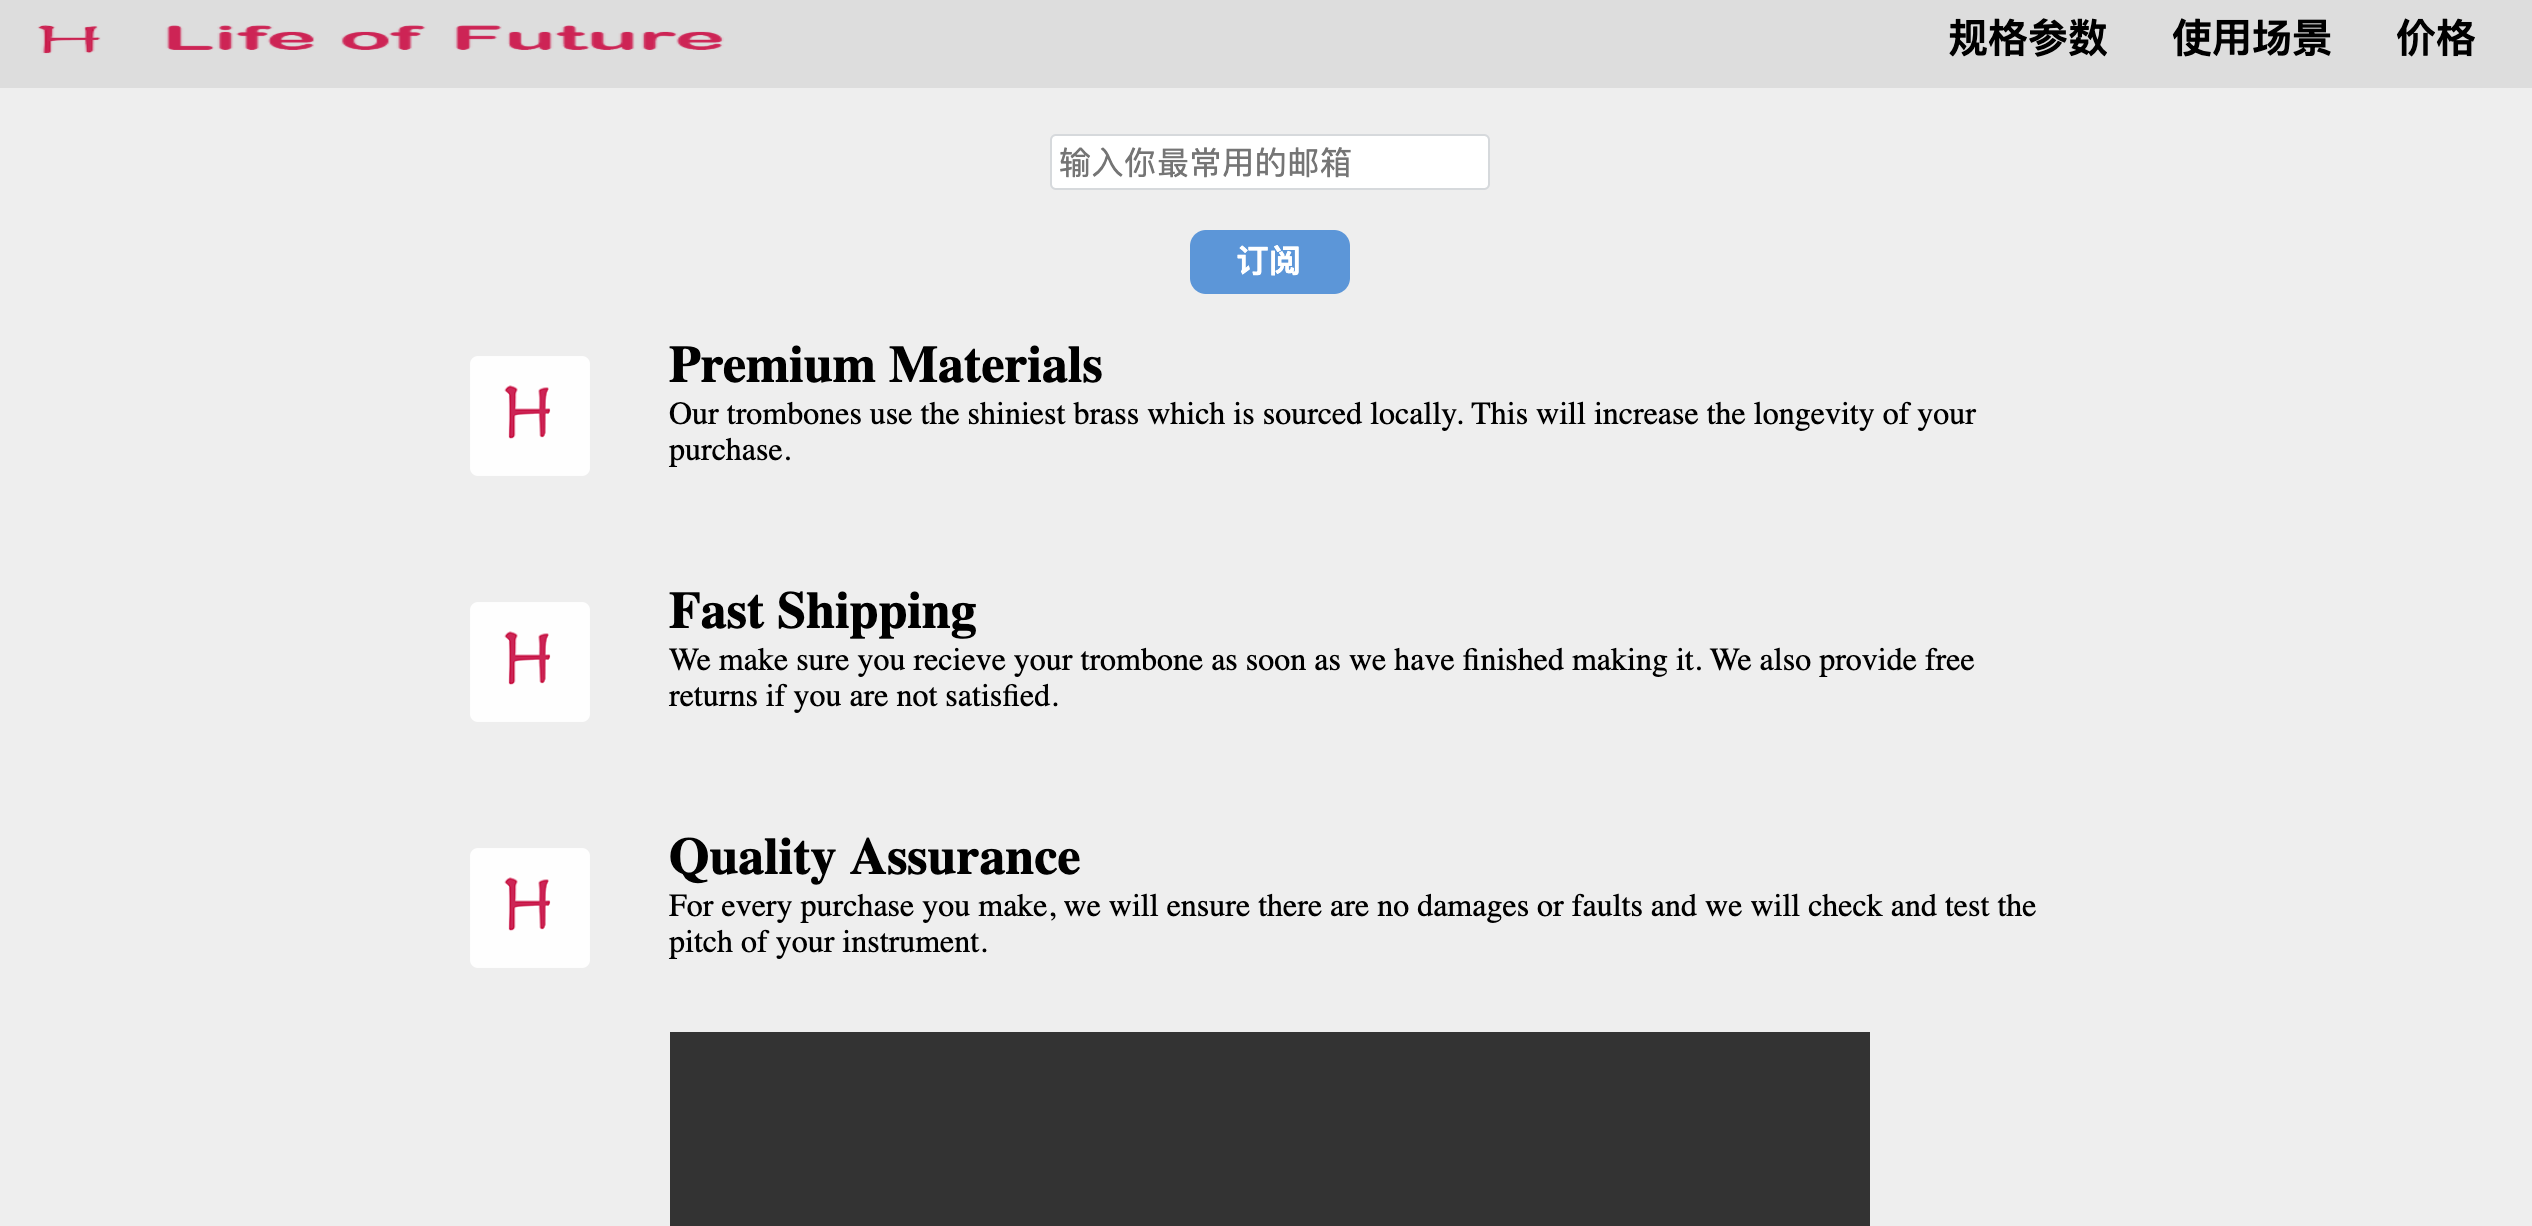 H Life of Future
规格参数 使用场景 价格
输入你最常用的邮箱
订阅
H
Premium Materials
Our trombones use the shiniest brass which is sourced locally. This will increase the longevity of your
purchase.
H
Fast Shipping
We make sure you recieve your trombone as soon as we have finished making it. We also provide free
returns if you are not satisfied.
H
Quality Assurance
For every purchase you make, we will ensure there are no damages or faults and we will check and test the
pitch of your instrument.